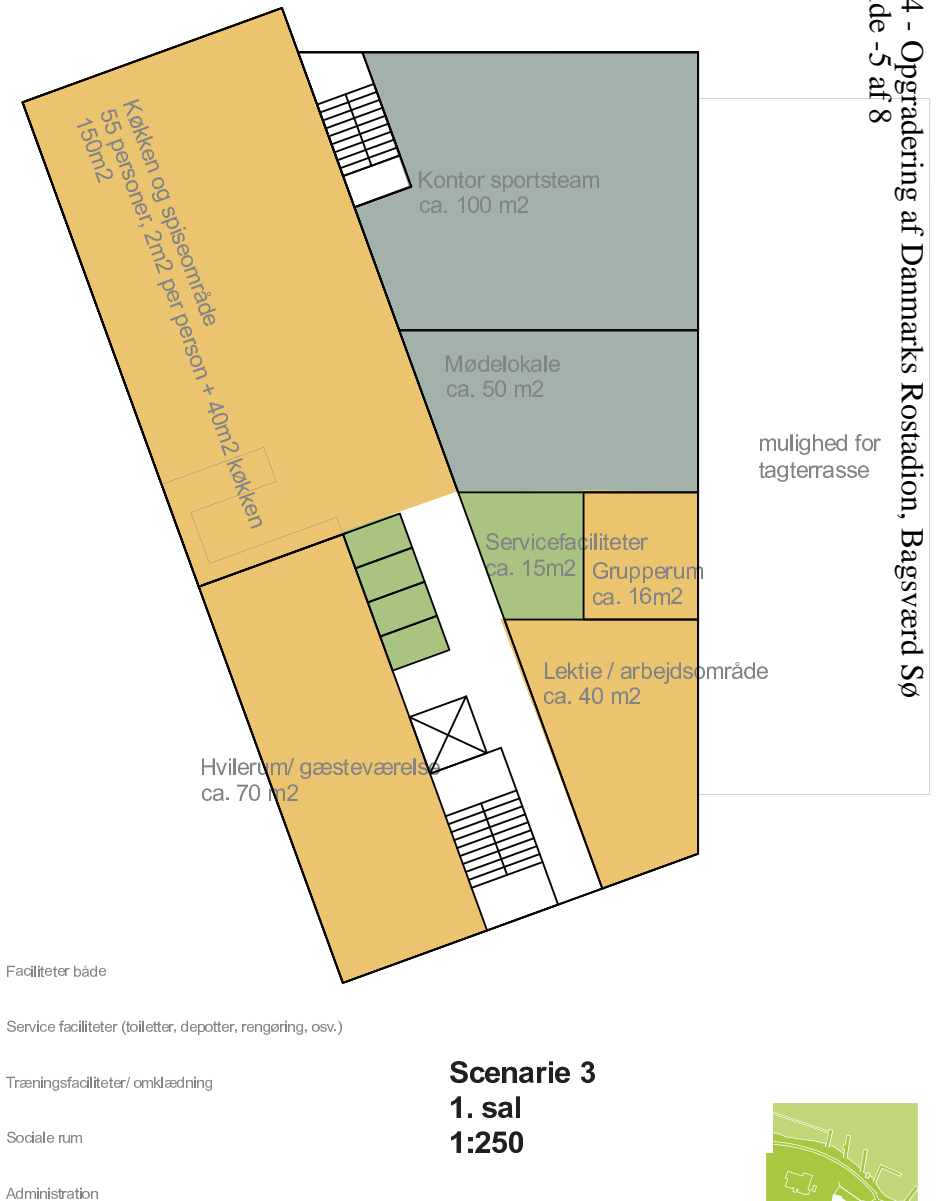 4 - Opgradering af Danmarks Rostadion, Bagsværd Sø
de -5 af 8
Køkken og spiseområde
55 personer, 2m2 per person + 40m2 køkken
150m2
Kontor sportsteam
ca. 100 m2
Mødelokale
ca. 50 m2
mulighed for
tagterrasse
Servicefaciliteter
ca. 15m2
Grupperum
ca. 16m2
Lektie / arbejdsområde
ca. 40 m2
Hvilerum/ gæsteværelse
ca. 70 m2
Faciliteter både
Service faciliteter (toiletter, depotter, rengøring, osv.)
Træningsfaciliteter/ omklædning
Sociale rum
Administration
Scenarie 3
1. sal
1:250